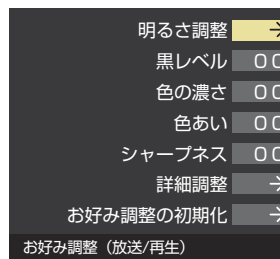 明るさ調整 →
黒レベル 00
色の濃さ 00
色あい 00
シャープネス 00
詳細調整 →
お好み調整の初期化 →
お好み調整（放送/再生）